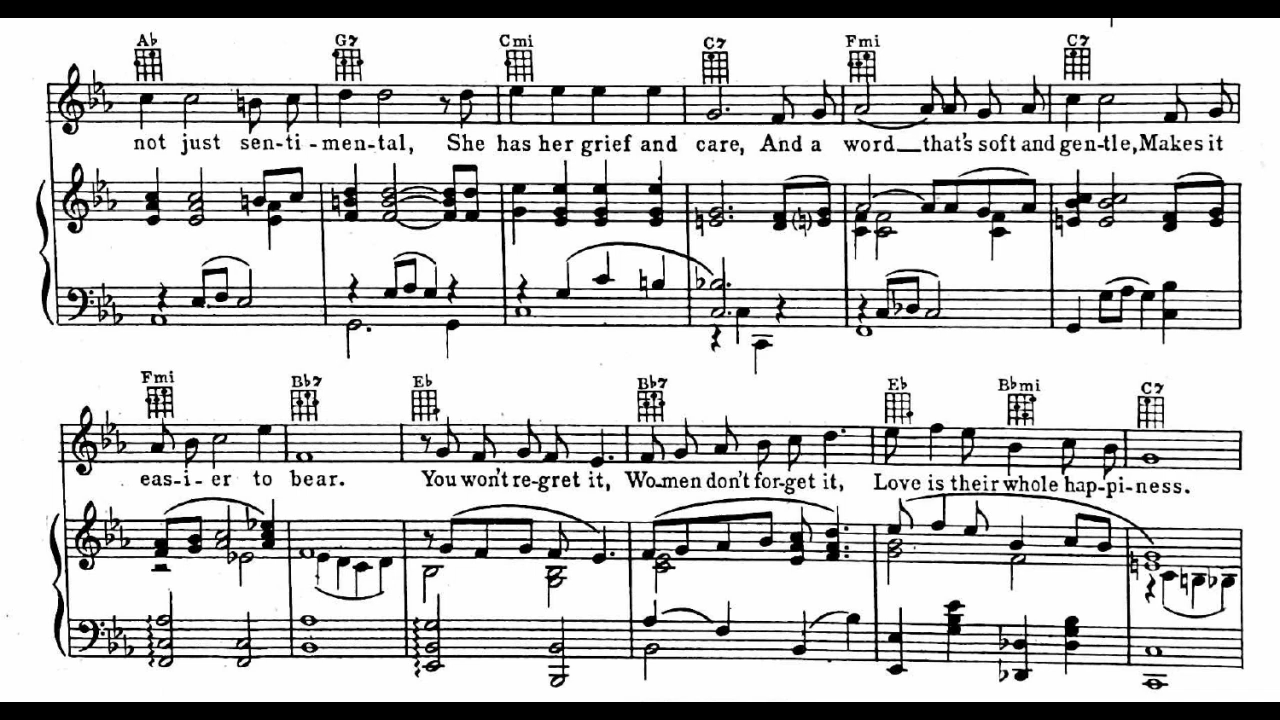 Ab G7 Cmi C7 Fmi C7
not just sen-ti-men-tal, She has her grief and care, And a word that's soft and gen-tle, Makes it
Fmi Bb7 Eb Bb7 Eb Bbmi C7
eas-i-er to bear. You won't re-gret it, Wo-men don't for-get it, Love is their whole hap-pi-ness.